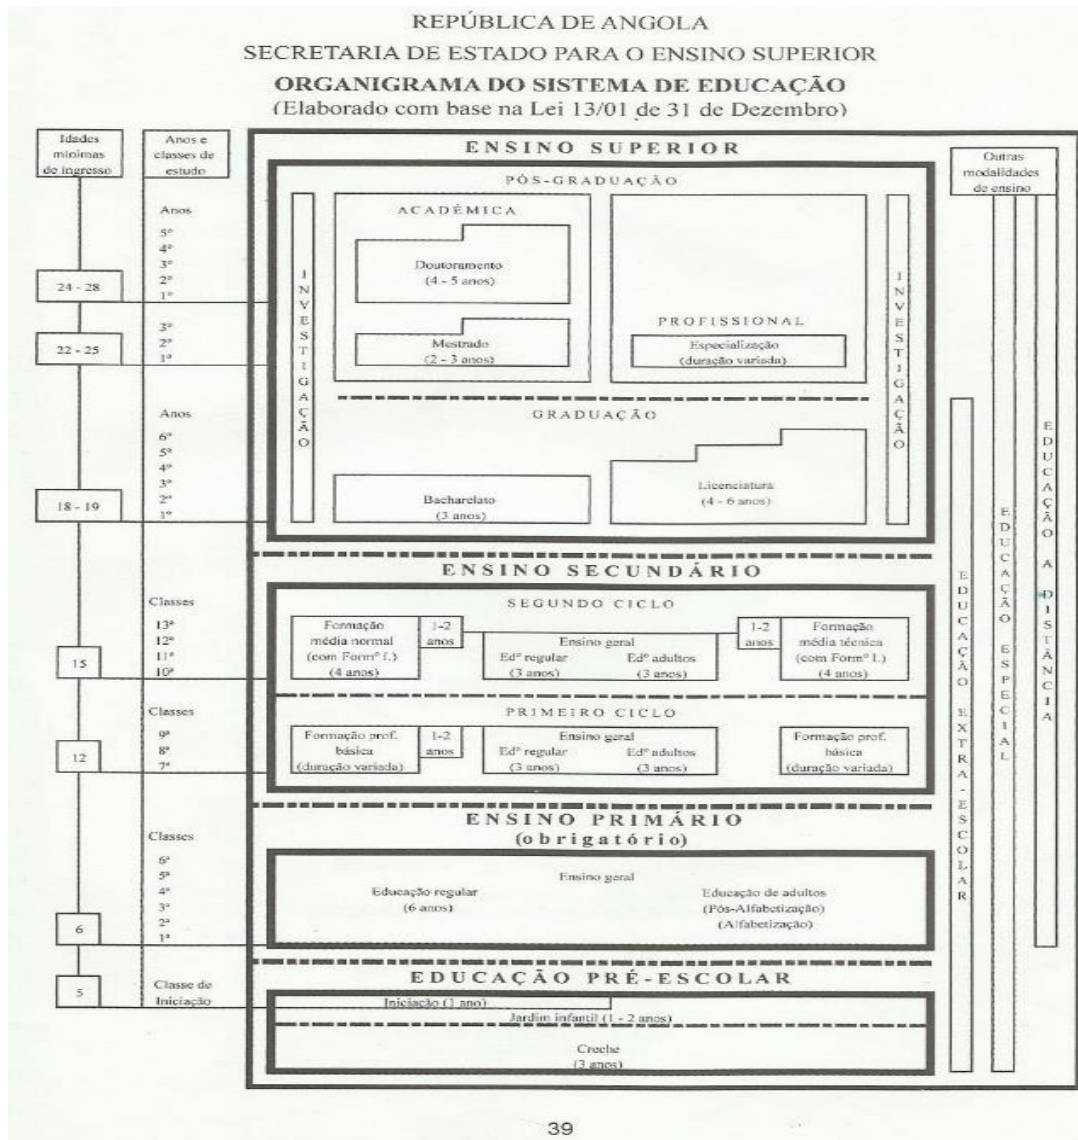 REPÚBLICA DE ANGOLA
SECRETARIA DE ESTADO PARA O ENSINO SUPERIOR
ORGANIGRAMA DO SISTEMA DE EDUCAÇÃO
(Elaborado com base na Lei 13/01 de 31 de Dezembro)
Idades
mínimas
de ingresso
Anos e
classes de
estudo
ENSINO SUPERIOR
Outras
modalidades
de ensino
PÓS-GRADUAÇÃO
Anos
5º
4º
3º
2º
1º
24 - 28
ACADÉMICA
Doutoramento
(4 - 5 anos)
3º
2º
1º
22 - 25
Mestrado
(2 - 3 anos)
PROFISSIONAL
Especialização
(duração variada)
INVESTIGAÇÃO
INVESTIGAÇÃO
GRADUAÇÃO
Anos
6º
5º
4º
3º
2º
1º
18 - 19
Bacharelato
(3 anos)
Licenciatura
(4 - 6 anos)
ENSINO SECUNDÁRIO
SEGUNDO CICLO
Classes
13ª
12ª
11ª
10ª
15
Formação
média normal
(com Formº f.)
(4 anos)
1-2
anos
Ensino geral
Edº regular
(3 anos)
Edº adultos
(3 anos)
1-2
anos
Formação
média técnica
(com Formº f.)
(4 anos)
PRIMEIRO CICLO
Classes
9ª
8ª
7ª
12
Formação prof.
básica
(duração variada)
1-2
anos
Ensino geral
Edº regular
(3 anos)
Edº adultos
(3 anos)
Formação prof.
básica
(duração variada)
ENSINO PRIMÁRIO
(obrigatório)
Classes
6ª
5ª
4ª
3ª
2ª
1ª
6
Ensino geral
Educação regular
(6 anos)
Educação de adultos
(Pós-Alfabetização)
(Alfabetização)
EDUCAÇÃO PRÉ-ESCOLAR
5
Classe de
Iniciação
Iniciação (1 ano)
Jardim infantil (1 - 2 anos)
Creche
(3 anos)
EDUCAÇÃO EXTRA-ESCOLAR
EDUCAÇÃO ESPECIAL
EDUCAÇÃO A DISTÂNCIA
39